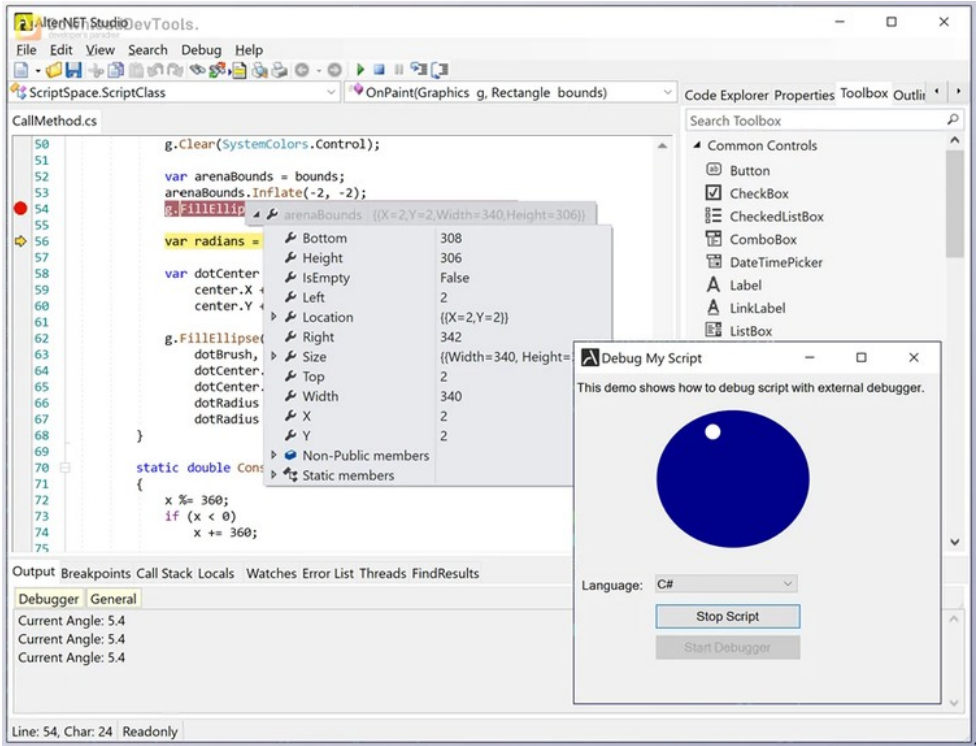 AlterNET Studio
DownloadDevTools.
developer's paradise
File Edit View Search Debug Help
ScriptSpace.ScriptClass
OnPaint(Graphics g, Rectangle bounds)
Code Explorer Properties Toolbox Outlin
CallMethod.cs
Search Toolbox
50 g.Clear(SystemColors.Control);
51
52 var arenaBounds = bounds;
53 arenaBounds.Inflate(-2, -2);
54 g.FillEllip
55
56 var radians =
57
58 var dotCenter
59 center.X +
60 center.Y +
61
62 g.FillEllipse(
63 dotBrush,
64 dotCenter.
65 dotCenter.
66 dotRadius
67 dotRadius
68 }
69
70 static double Cons
71 {
72 x %= 360;
73 if (x < 0)
74 x += 360;
75
arenaBounds {{X=2,Y=2,Width=340,Height=306}}
Bottom 308
Height 306
IsEmpty False
Left 2
Location {{X=2,Y=2}}
Right 342
Size {{Width=340, Height=
Top 2
Width 340
X 2
Y 2
Non-Public members
Static members
Common Controls
Button
CheckBox
CheckedListBox
ComboBox
DateTimePicker
Label
LinkLabel
ListBox
Debug My Script
This demo shows how to debug script with external debugger.
Language: C#
Stop Script
Start Debugger
Output Breakpoints Call Stack Locals Watches Error List Threads FindResults
Debugger General
Current Angle: 5.4
Current Angle: 5.4
Current Angle: 5.4
Line: 54, Char: 24 Readonly